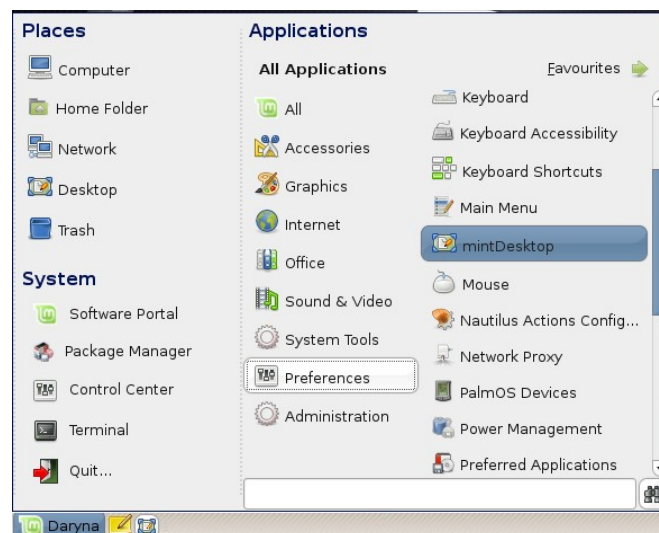 Places
Computer
Home Folder
Network
Desktop
Trash
System
Software Portal
Package Manager
Control Center
Terminal
Quit...
Applications
All Applications
Favourites
All
Accessories
Graphics
Internet
Office
Sound & Video
System Tools
Preferences
Administration
Keyboard
Keyboard Accessibility
Keyboard Shortcuts
Main Menu
mintDesktop
Mouse
Nautilus Actions Config...
Network Proxy
PalmOS Devices
Power Management
Preferred Applications
Daryna